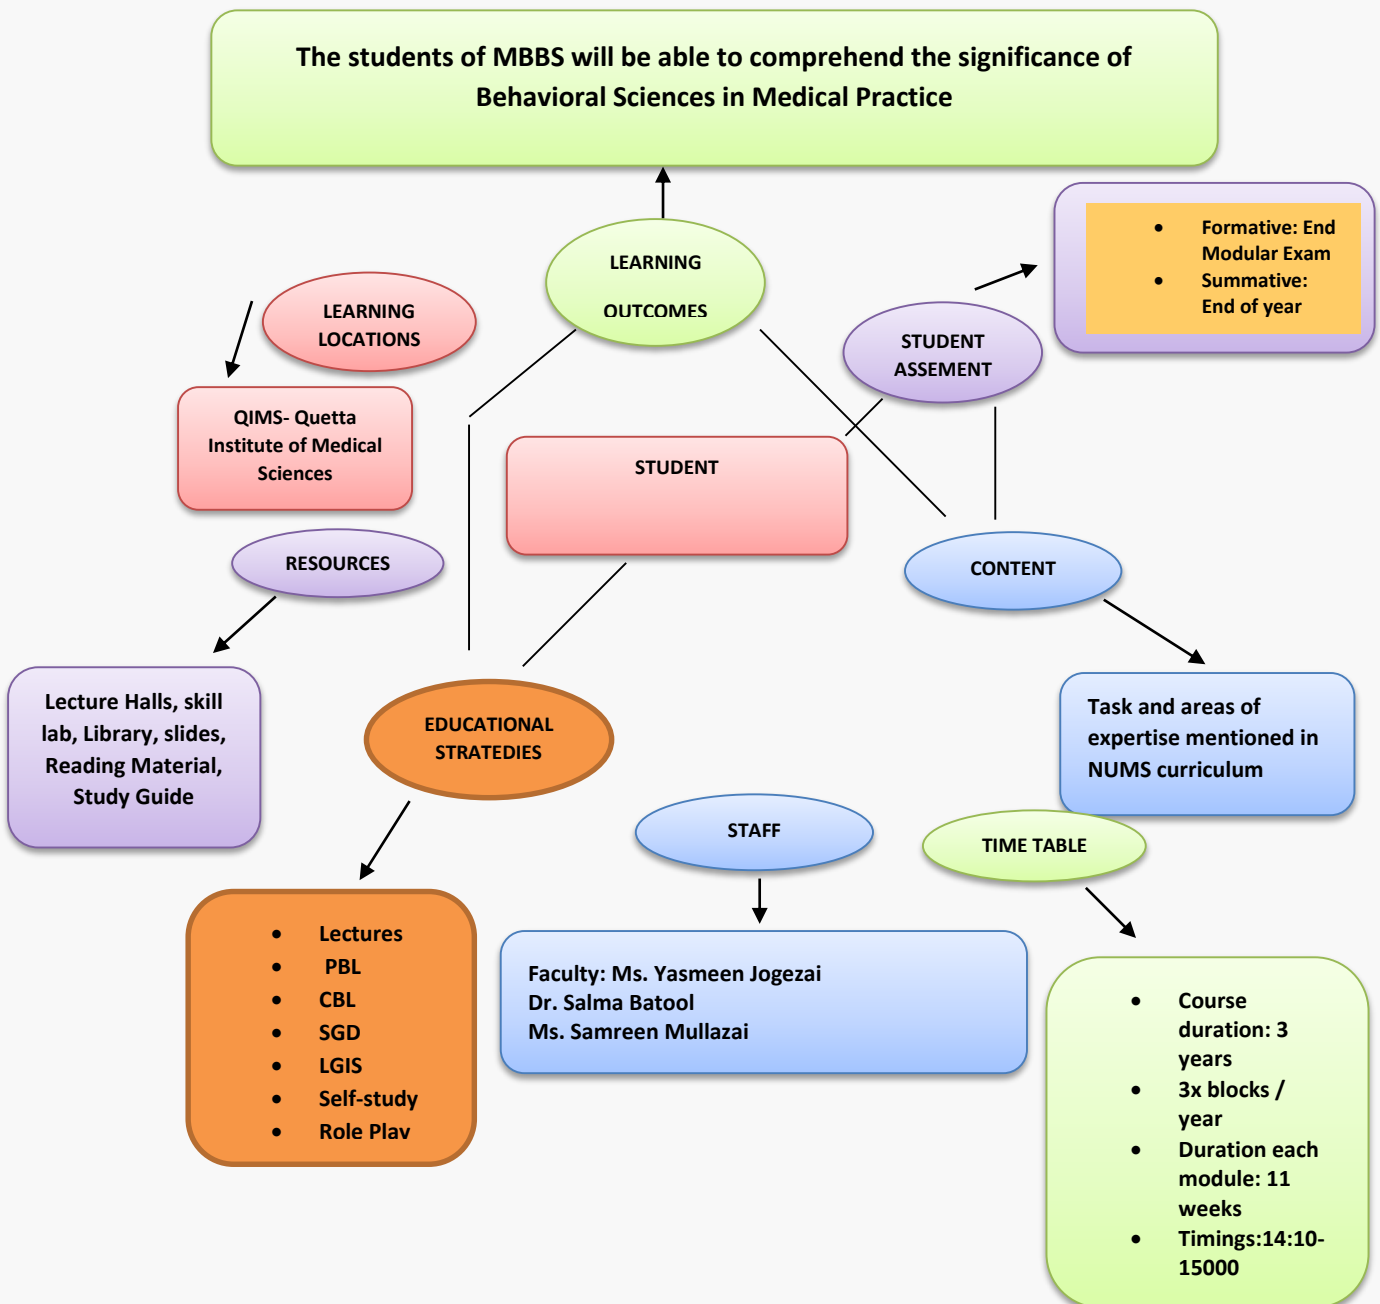 The students of MBBS will be able to comprehend the significance of
Behavioral Sciences in Medical Practice
LEARNING
OUTCOMES
• Formative: End
Modular Exam
• Summative:
End of year
LEARNING
LOCATIONS
STUDENT
ASSEMENT
QIMS- Quetta
Institute of Medical
Sciences
STUDENT
RESOURCES
CONTENT
Lecture Halls, skill
lab, Library, slides,
Reading Material,
Study Guide
EDUCATIONAL
STRATEDIES
Task and areas of
expertise mentioned in
NUMS curriculum
STAFF
TIME TABLE
• Lectures
• PBL
• CBL
• SGD
• LGIS
• Self-study
• Role Play
Faculty: Ms. Yasmeen Jogezai
Dr. Salma Batool
Ms. Samreen Mullazai
• Course
duration: 3
years
• 3x blocks /
year
• Duration each
module: 11
weeks
• Timings:14:10-
15000